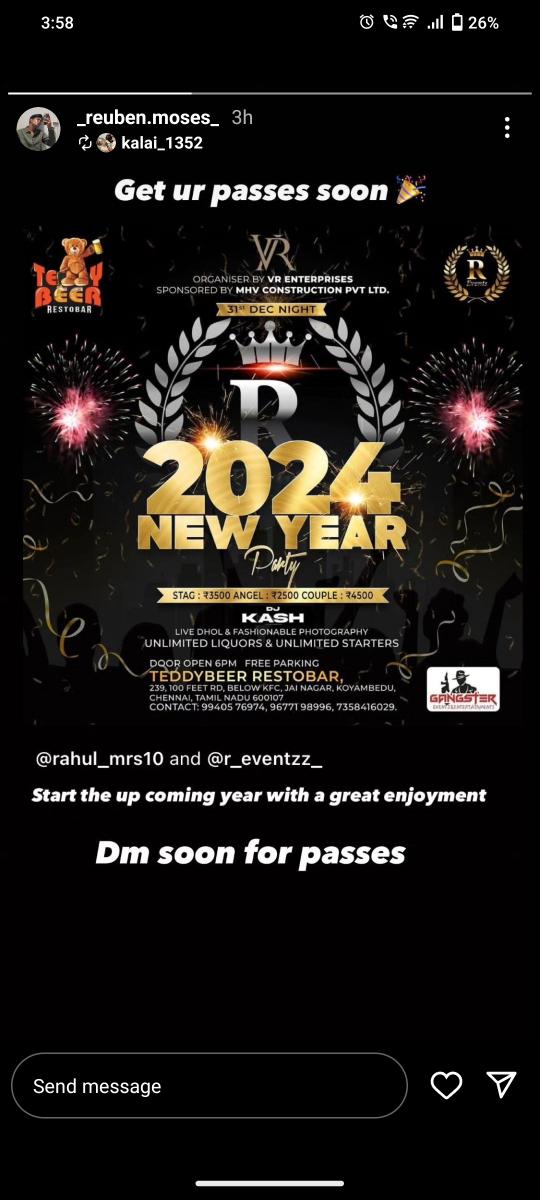 3:58
26%
_reuben.moses_ 3h
kalai_1352
Get ur passes soon 🎉
TEDDY
BEER
RESTOBAR
VR
ORGANISER BY VR ENTERPRISES
SPONSORED BY MHV CONSTRUCTION PVT LTD.
R
Events
31ST DEC NIGHT
R
2024
NEW YEAR
Party
STAG : ₹3500 ANGEL : ₹2500 COUPLE : ₹4500
DJ
KASH
LIVE DHOL & FASHIONABLE PHOTOGRAPHY
UNLIMITED LIQUORS & UNLIMITED STARTERS
DOOR OPEN 6PM FREE PARKING
TEDDYBEER RESTOBAR,
239, 100 FEET RD, BELOW KFC, JAI NAGAR, KOYAMBEDU,
CHENNAI, TAMIL NADU 600107
CONTACT: 99405 76974, 96771 98996, 7358416029.
GANGSTER
EVENTS & ENTERTAINMENTS
@rahul_mrs10 and @r_eventzz_
Start the up coming year with a great enjoyment
Dm soon for passes
Send message